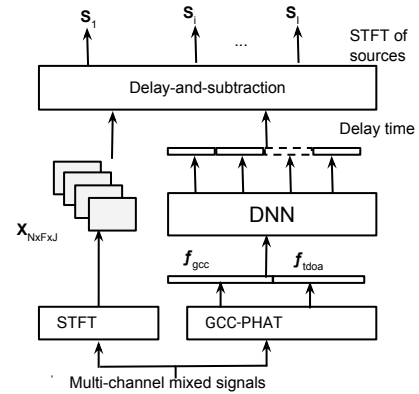 S1 Si ... SI
STFT of
sources
Delay-and-subtraction
Delay time
XNxFxJ
DNN
fgcc ftdoa
STFT GCC-PHAT
Multi-channel mixed signals